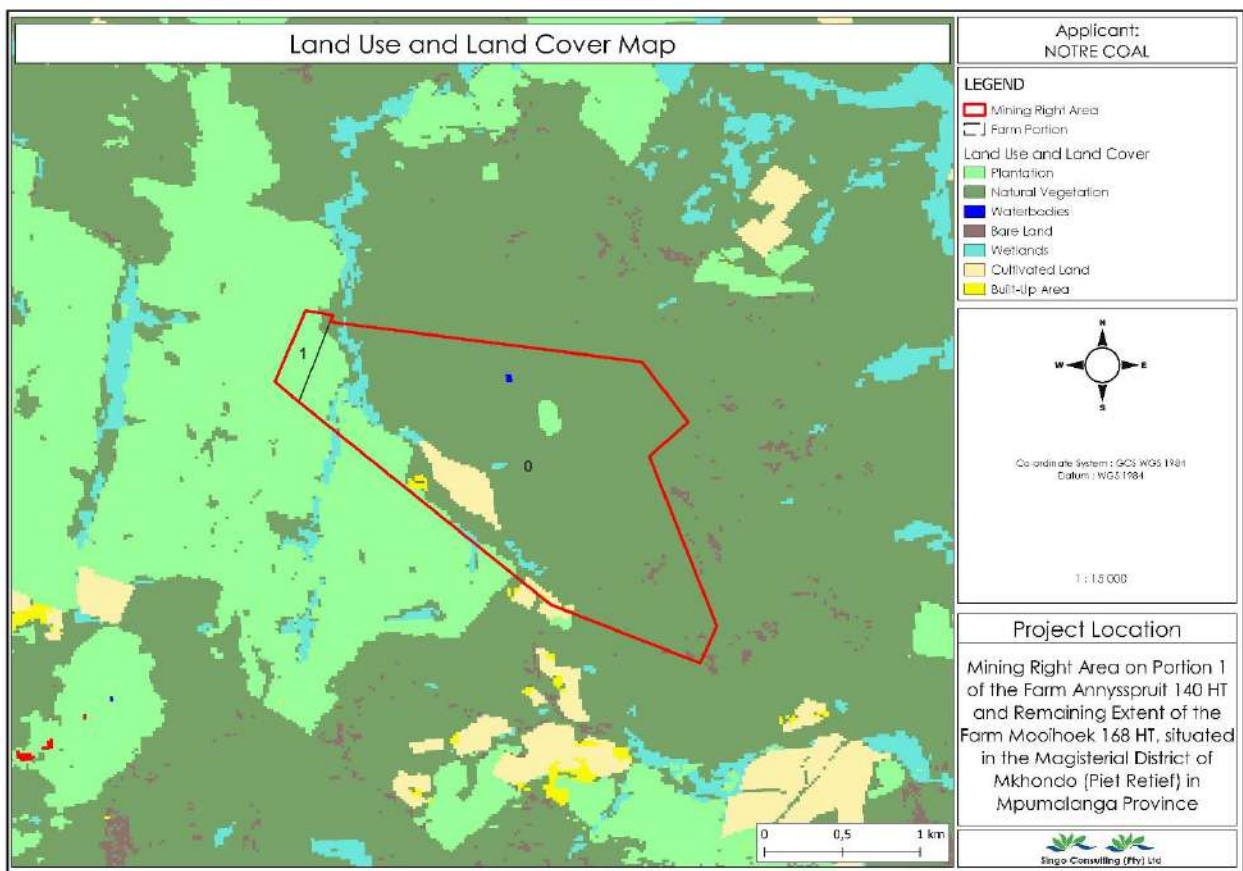 Land Use and Land Cover Map
1
0
0 0,5 1 km
Applicant:
NOTRE COAL
LEGEND
Mining Right Area
Farm Portion
Land Use and Land Cover
Plantation
Natural Vegetation
Waterbodies
Bare Land
Wetlands
Cultivated Land
Built-Up Area
N
W E
S
Co-ordinate System : GCS WGS 1984
Datum : WGS 1984
1 : 15 000
Project Location
Mining Right Area on Portion 1
of the Farm Annysspruit 140 HT
and Remaining Extent of the
Farm Mooihoek 168 HT, situated
in the Magisterial District of
Mkhondo (Piet Retief) in
Mpumalanga Province
Singo Consulting (Pty) Ltd